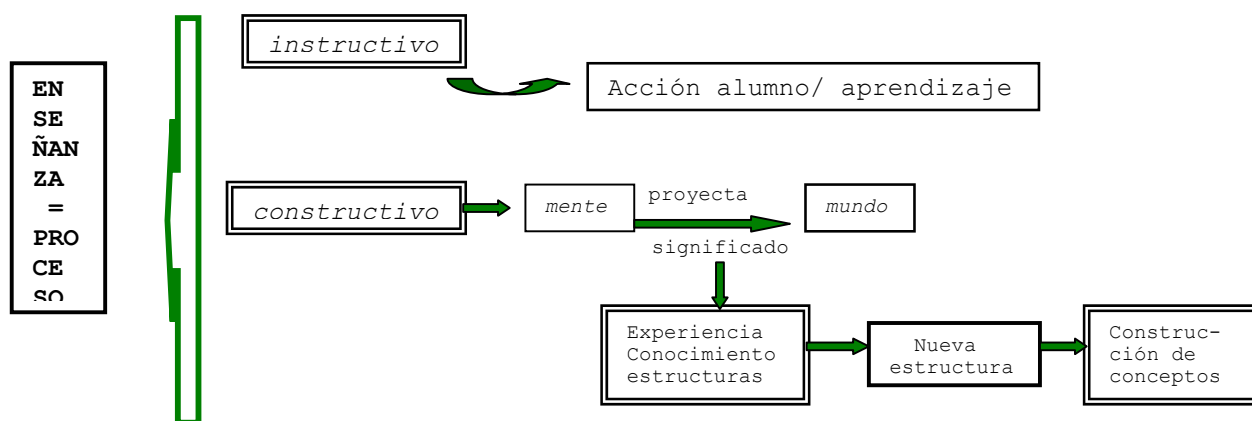 EN
SE
ÑAN
ZA
=
PRO
CE
SO
instructivo
Acción alumno/ aprendizaje
constructivo
mente
proyecta
significado
mundo
Experiencia
Conocimiento
estructuras
Nueva
estructura
Construc-
ción de
conceptos